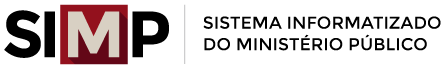 SIMP
SISTEMA INFORMATIZADO
DO MINISTÉRIO PÚBLICO